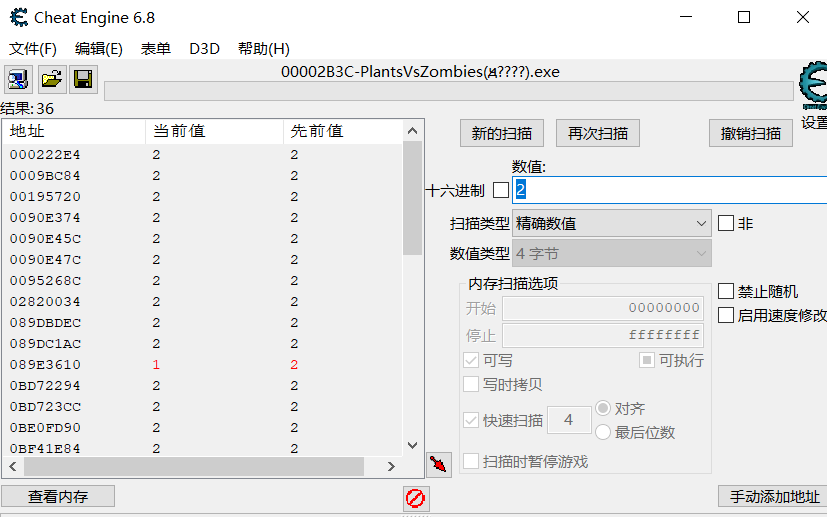 Cheat Engine 6.8
文件(F) 编辑(E) 表单 D3D 帮助(H)
00002B3C-PlantsVsZombies(ԭ????).exe
结果: 36
设置
地址 当前值 先前值
000222E4 2 2
0009BC84 2 2
00195720 2 2
0090E374 2 2
0090E45C 2 2
0090E47C 2 2
0095268C 2 2
02820034 2 2
089DBDEC 2 2
089DC1AC 2 2
089E3610 1 2
0BD72294 2 2
0BD723CC 2 2
0BE0FD90 2 2
0BF41E84 2 2
查看内存
新的扫描 再次扫描 撤销扫描
数值:
十六进制 2
扫描类型 精确数值 非
数值类型 4 字节
内存扫描选项
开始 00000000
停止 ffffffff
可写 可执行
写时拷贝
快速扫描 4 对齐
最后位数
扫描时暂停游戏
禁止随机
启用速度修改
手动添加地址